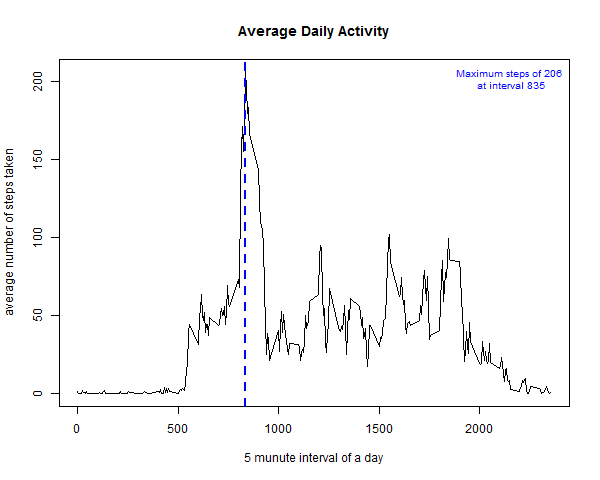 Average Daily Activity
Maximum steps of 206
at interval 835
average number of steps taken
200
150
100
50
0
0 500 1000 1500 2000
5 munute interval of a day